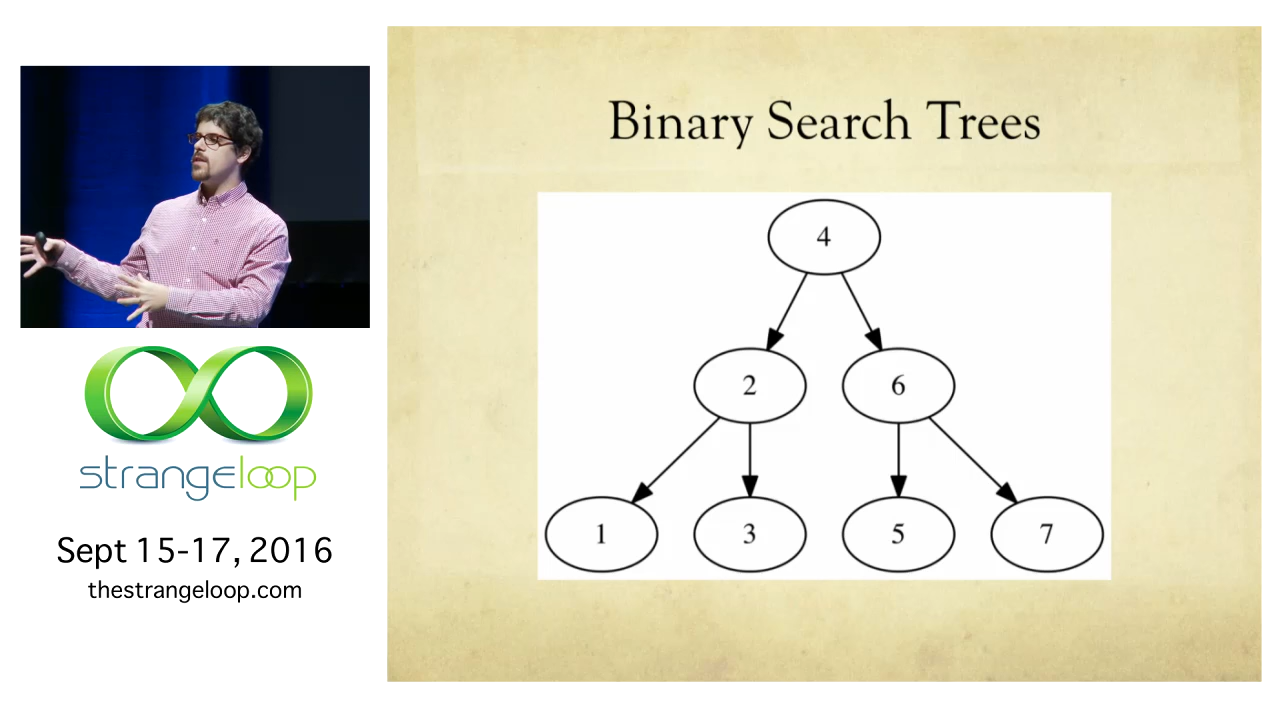 Binary Search Trees
4
2 6
1 3 5 7
strangeloop
Sept 15-17, 2016
thestrangeloop.com